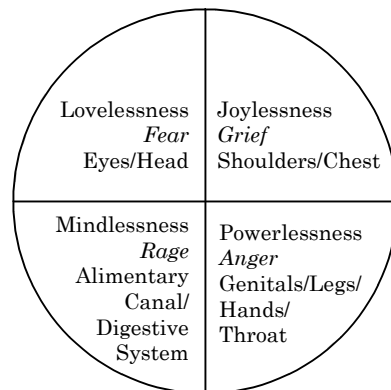 Lovelessness
Fear
Eyes/Head
Joylessness
Grief
Shoulders/Chest
Mindlessness
Rage
Alimentary
Canal/
Digestive
System
Powerlessness
Anger
Genitals/Legs/
Hands/
Throat